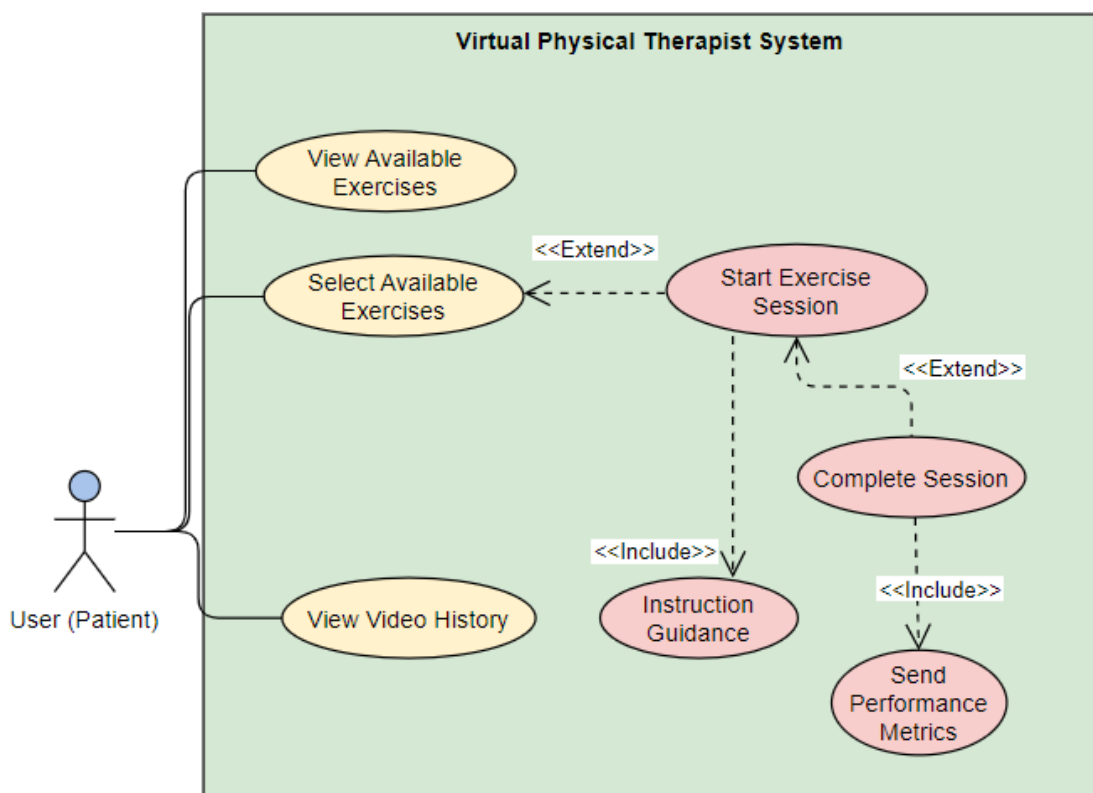 Virtual Physical Therapist System
View Available
Exercises
<<Extend>>
Select Available
Exercises
Start Exercise
Session
<<Extend>>
Complete Session
<<Include>>
<<Include>>
Instruction
Guidance
View Video History
User (Patient)
Send
Performance
Metrics